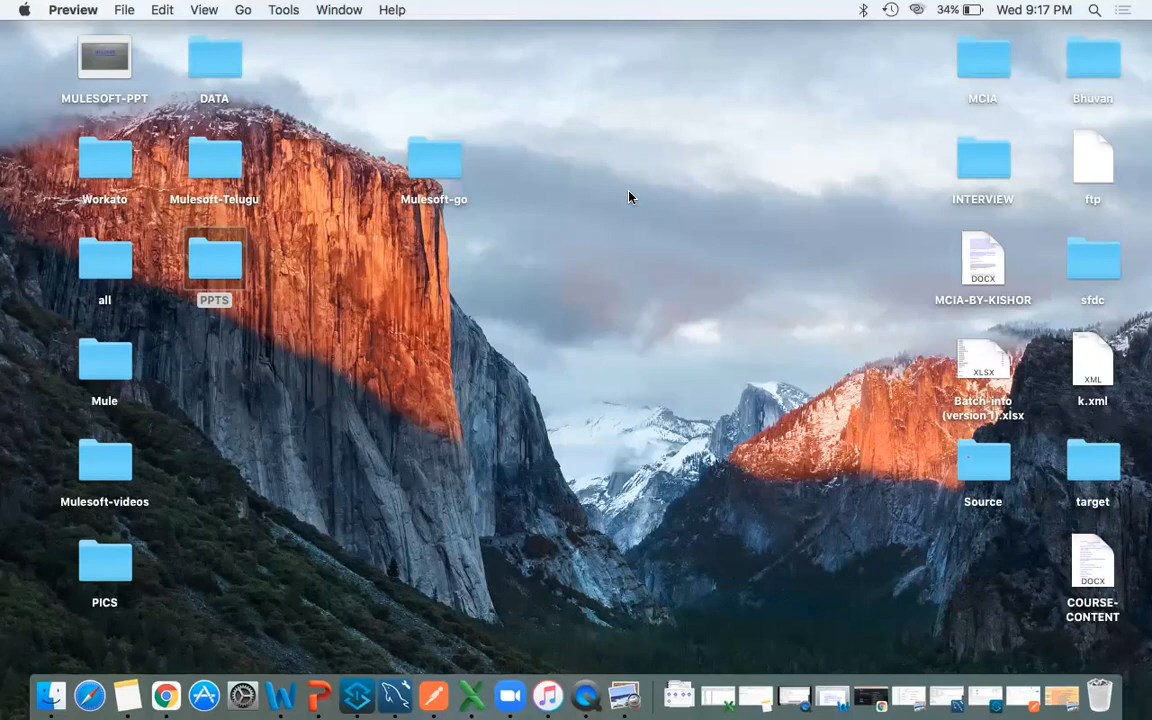 Preview File Edit View Go Tools Window Help
34% Wed 9:17 PM
MULESOFT-PPT DATA MCIA Bhuvan
Workato Mulesoft-Telugu Mulesoft-go INTERVIEW ftp
DOCX
all PPTS MCIA-BY-KISHOR sfdc
XLSX XML
Mule Batch-info k.xml
(version 1).xlsx
Mulesoft-videos Source target
DOCX
PICS COURSE-
CONTENT